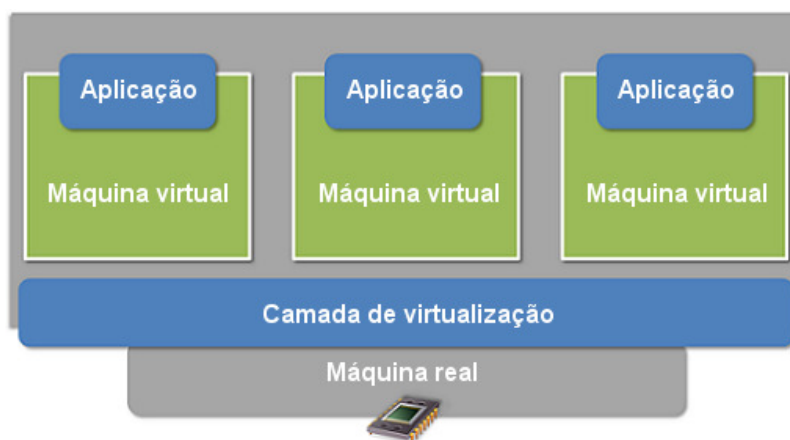 Aplicação
Aplicação
Aplicação
Máquina virtual
Máquina virtual
Máquina virtual
Camada de virtualização
Máquina real